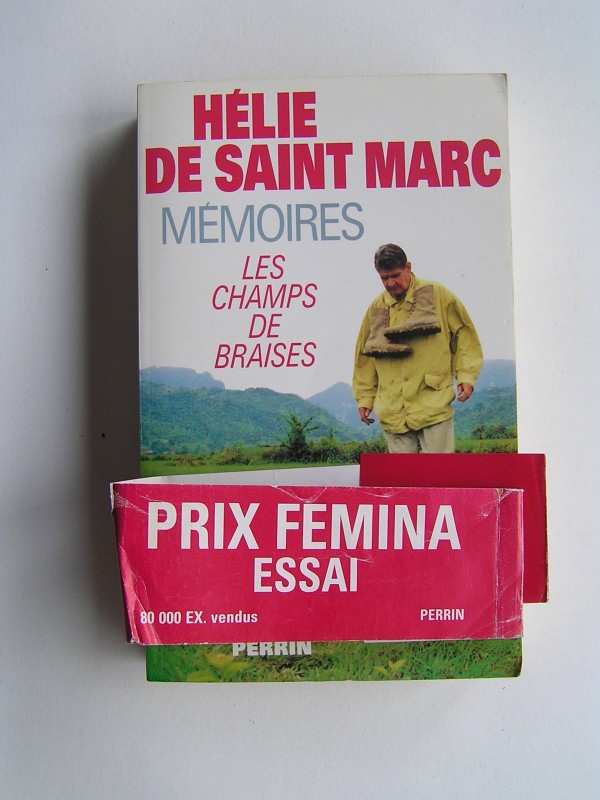 HÉLIE
DE SAINT MARC
MÉMOIRES
LES
CHAMPS
DE
BRAISES
PRIX FEMINA
ESSAI
80 000 EX. vendus
PERRIN
PERRIN